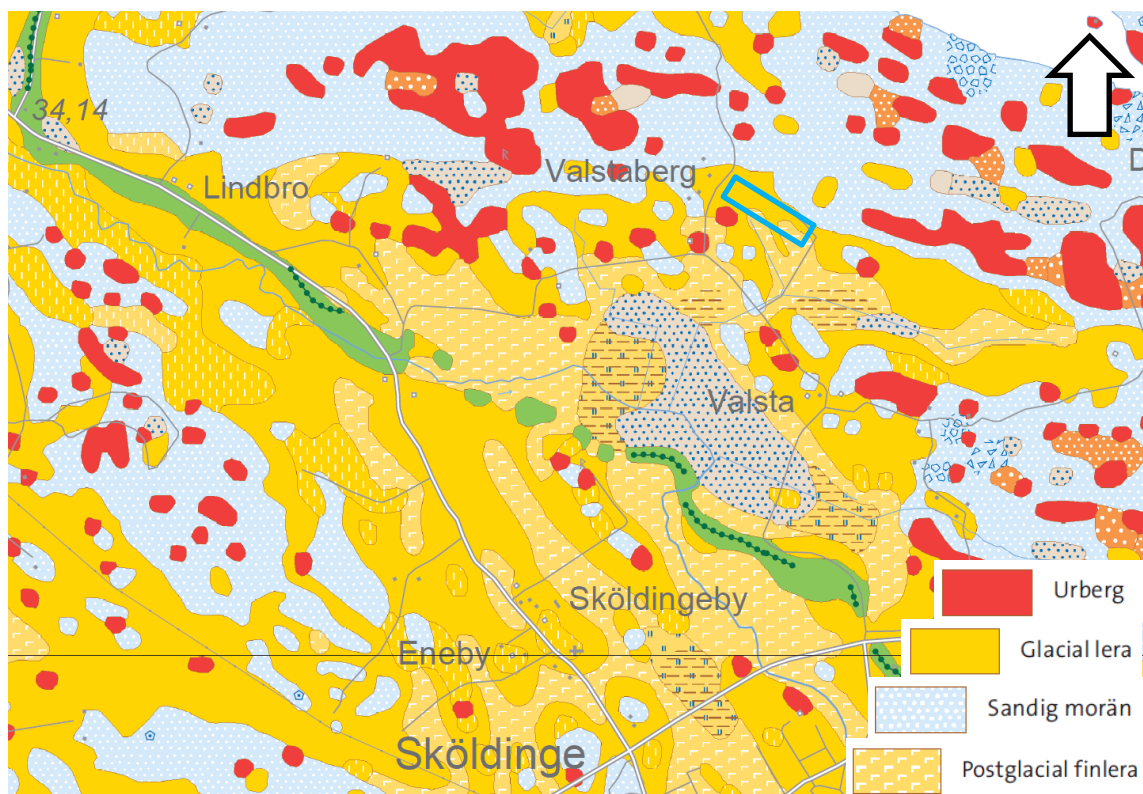 34,14
Lindbro
Valstaberg
D
Valsta
Sköldingeby
Eneby
Sköldinge
Urberg
Glacial lera
Sandig morän
Postglacial finlera